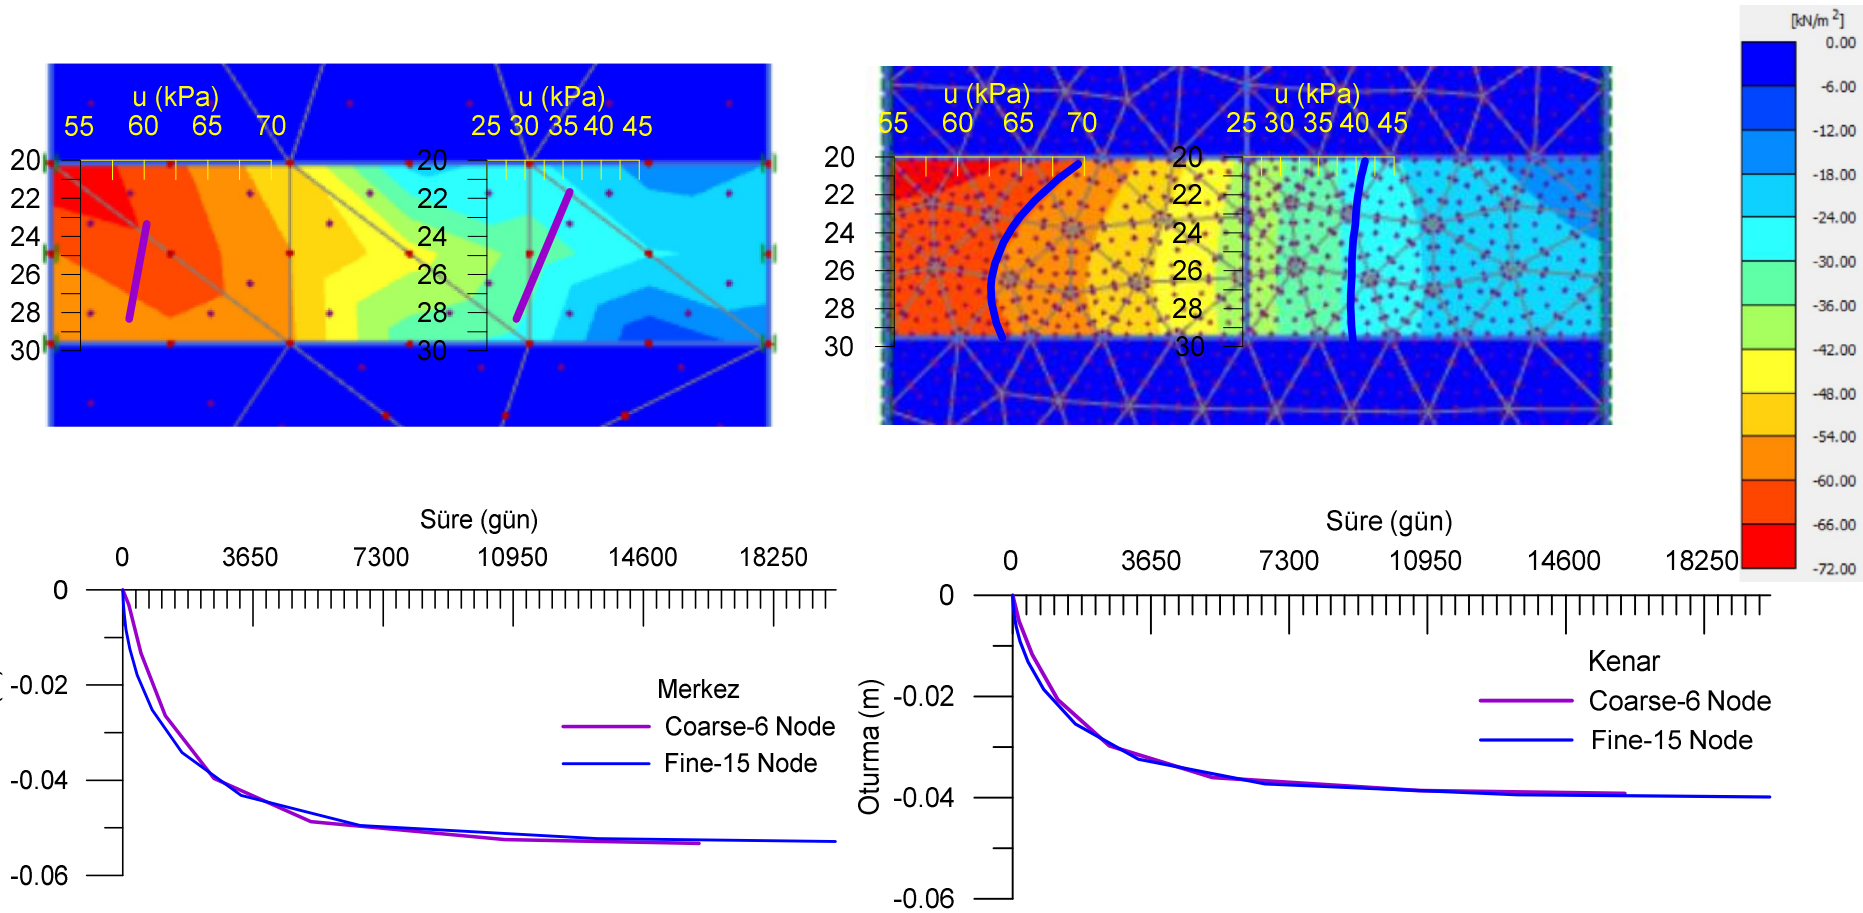 [kN/m²]
0.00
-6.00
-12.00
-18.00
-24.00
-30.00
-36.00
-42.00
-48.00
-54.00
-60.00
-66.00
-72.00
u (kPa)
55 60 65 70
20
22
24
26
28
30
u (kPa)
25 30 35 40 45
20
22
24
26
28
30
u (kPa)
55 60 65 70
20
22
24
26
28
30
u (kPa)
25 30 35 40 45
20
22
24
26
28
30
Süre (gün)
0 3650 7300 10950 14600 18250
0
-0.02
-0.04
-0.06
Merkez
Coarse-6 Node
Fine-15 Node
Süre (gün)
0 3650 7300 10950 14600 18250
Oturma (m)
0
-0.02
-0.04
-0.06
Kenar
Coarse-6 Node
Fine-15 Node